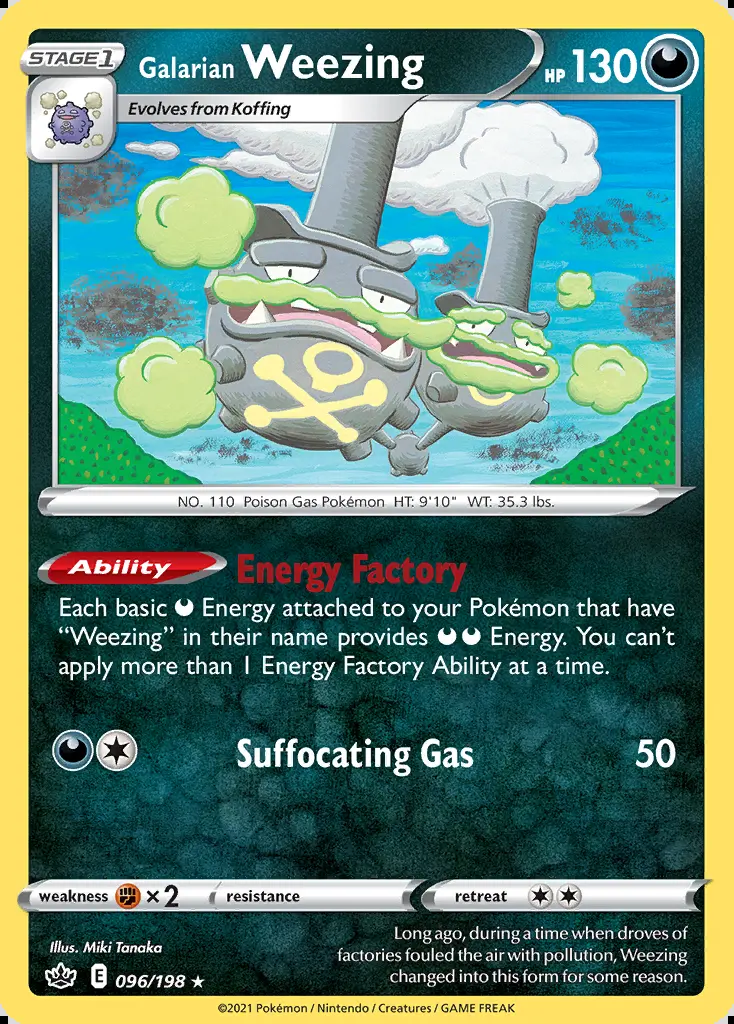 STAGE1
Galarian Weezing
HP 130
Evolves from Koffing
NO. 110 Poison Gas Pokémon HT: 9'10" WT: 35.3 lbs.
Ability Energy Factory
Each basic Energy attached to your Pokémon that have
“Weezing” in their name provides Energy. You can’t
apply more than 1 Energy Factory Ability at a time.
Suffocating Gas 50
weakness ×2 resistance retreat
Illus. Miki Tanaka
Long ago, during a time when droves of
factories fouled the air with pollution, Weezing
changed into this form for some reason.
E 096/198 ★
©2021 Pokémon / Nintendo / Creatures / GAME FREAK